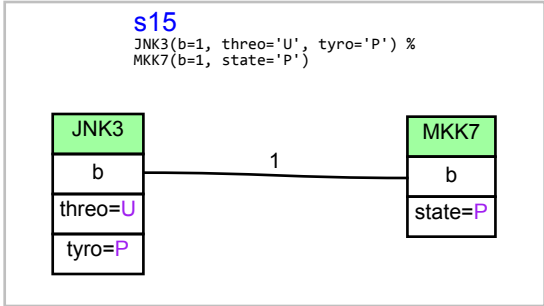 s15
JNK3(b=1, threo='U', tyro='P') %
MKK7(b=1, state='P')
JNK3
b
threo=U
tyro=P
1
MKK7
b
state=P